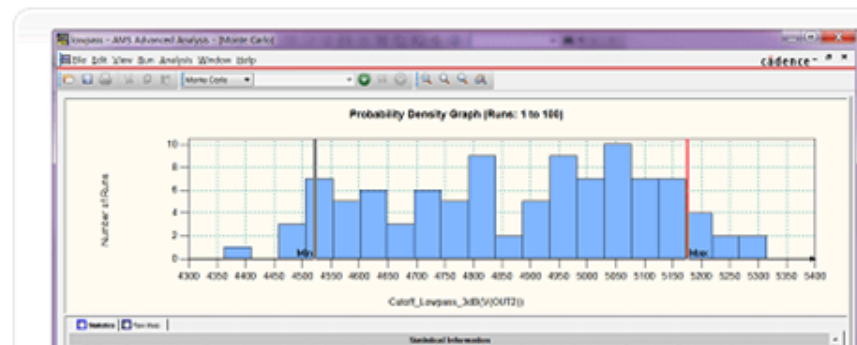 lowpass - AMS Advanced Analysis - [Monte Carlo]
File Edit View Run Analysis Window Help
cādence
Monte Carlo
Probability Density Graph (Runs: 1 to 100)
Number of Runs
10
8
6
4
2
0
Min
Max
4300 4350 4400 4450 4500 4550 4600 4650 4700 4750 4800 4850 4900 4950 5000 5050 5100 5150 5200 5250 5300 5350 5400
Cutoff_Lowpass_3dB(V(OUT2))
Statistics Raw Meas
Statistical Information